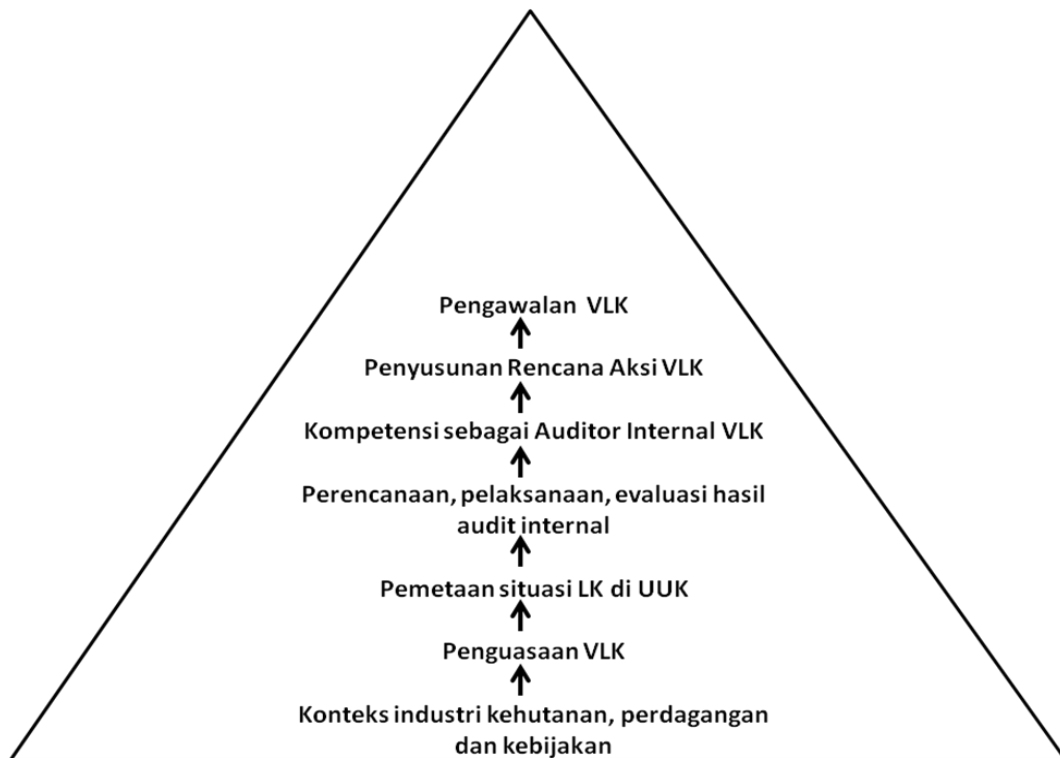 Pengawalan VLK
Penyusunan Rencana Aksi VLK
Kompetensi sebagai Auditor Internal VLK
Perencanaan, pelaksanaan, evaluasi hasil
audit internal
Pemetaan situasi LK di UUK
Penguasaan VLK
Konteks industri kehutanan, perdagangan
dan kebijakan